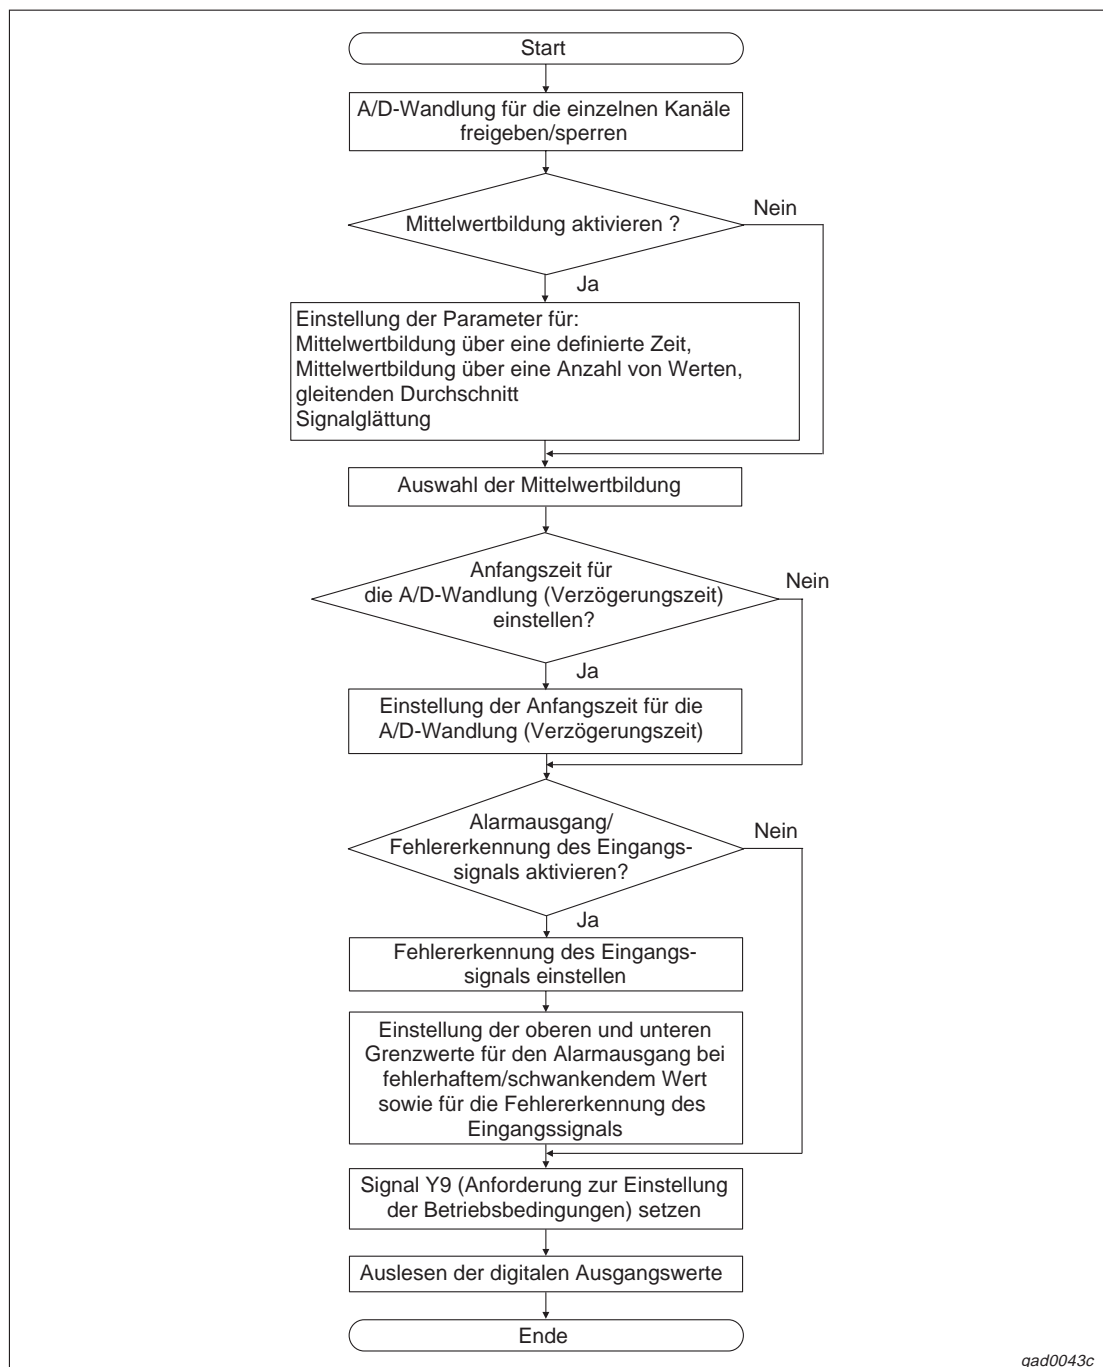 Start
A/D-Wandlung für die einzelnen Kanäle
freigeben/sperren
Nein
Mittelwertbildung aktivieren ?
Ja
Einstellung der Parameter für:
Mittelwertbildung über eine definierte Zeit,
Mittelwertbildung über eine Anzahl von Werten,
gleitenden Durchschnitt
Signalglättung
Auswahl der Mittelwertbildung
Anfangszeit für
die A/D-Wandlung (Verzögerungszeit)
einstellen?
Nein
Ja
Einstellung der Anfangszeit für die
A/D-Wandlung (Verzögerungszeit)
Alarmausgang/
Fehlererkennung des Eingangs-
signals aktivieren?
Nein
Ja
Fehlererkennung des Eingangs-
signals einstellen
Einstellung der oberen und unteren
Grenzwerte für den Alarmausgang bei
fehlerhaftem/schwankendem Wert
sowie für die Fehlererkennung des
Eingangssignals
Signal Y9 (Anforderung zur Einstellung
der Betriebsbedingungen) setzen
Auslesen der digitalen Ausgangswerte
Ende
qad0043c